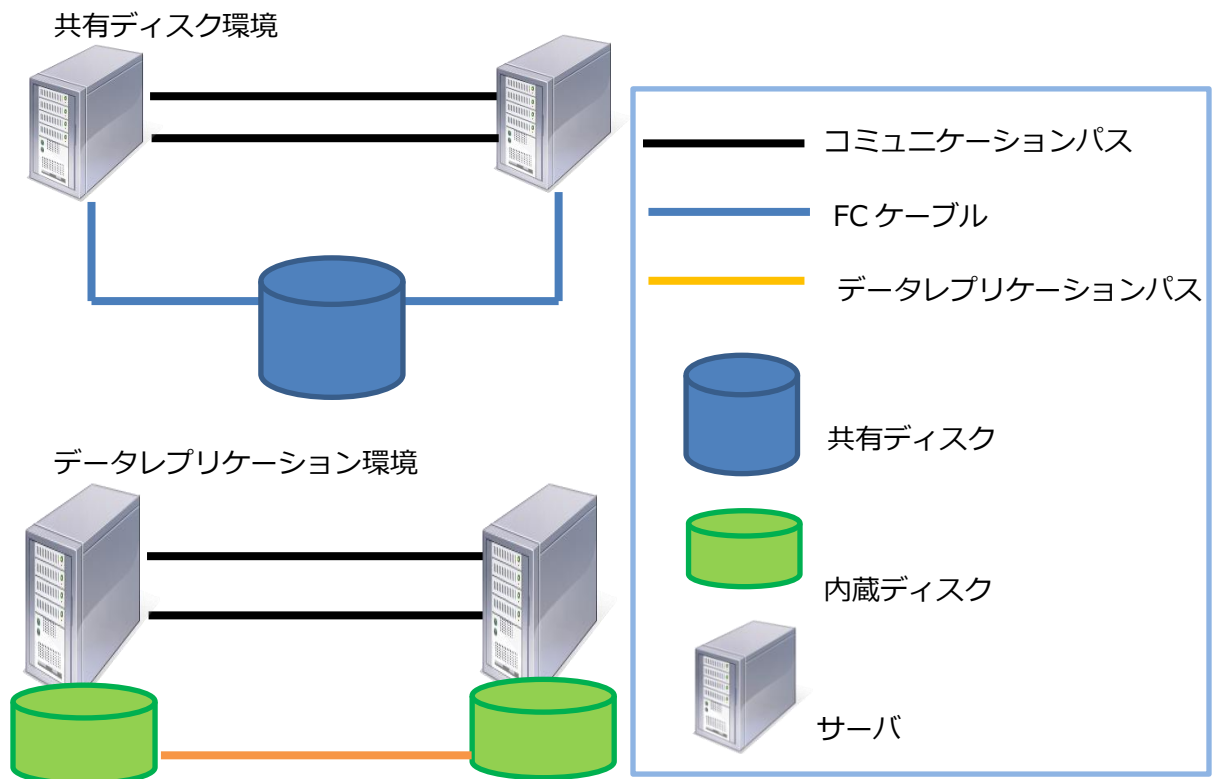 共有ディスク環境
コミュニケーションパス
FC ケーブル
データレプリケーションパス
共有ディスク
データレプリケーション環境
内蔵ディスク
サーバ